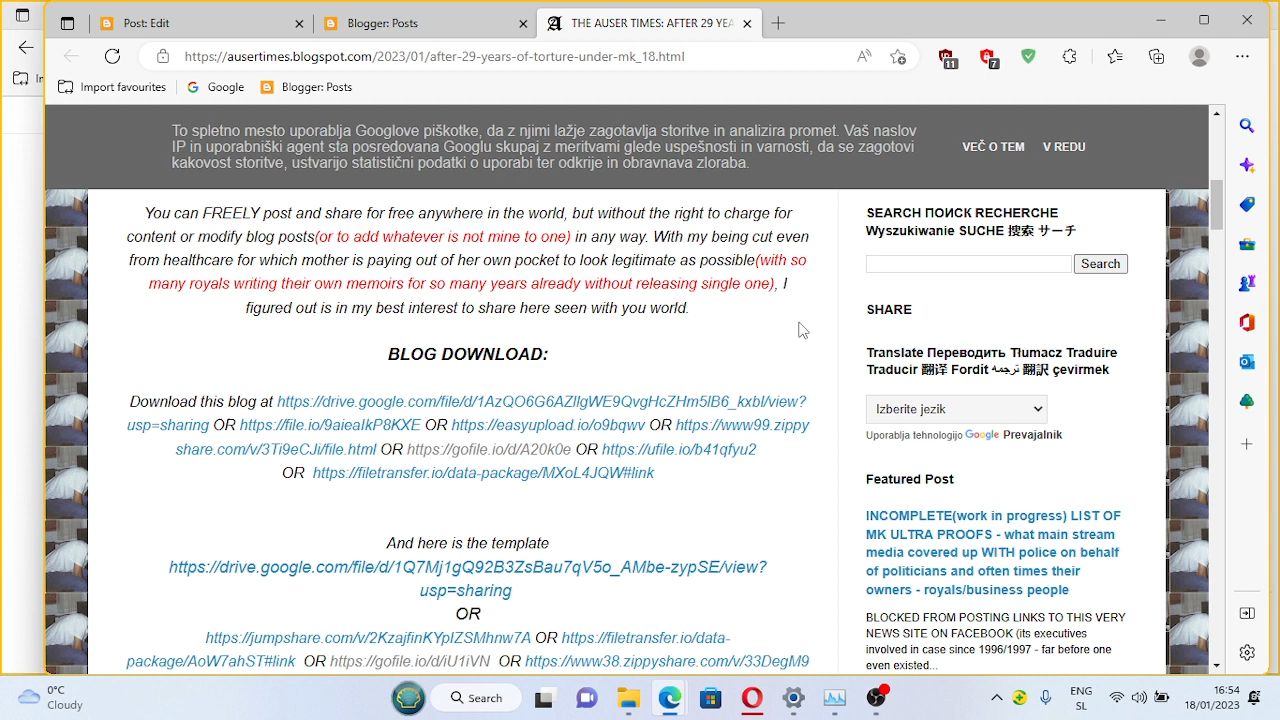 Post: Edit
Blogger: Posts
THE AUSER TIMES: AFTER 29 YEA
https://ausertimes.blogspot.com/2023/01/after-29-years-of-torture-under-mk_18.html
11
7
Import favourites
Google
Blogger: Posts
To spletno mesto uporablja Googlove piškotke, da z njimi lažje zagotavlja storitve in analizira promet. Vaš naslov
IP in uporabniški agent sta posredovana Googlu skupaj z meritvami glede uspešnosti in varnosti, da se zagotovi
kakovost storitve, ustvarijo statistični podatki o uporabi ter odkrije in obravnava zloraba.
VEČ O TEM
V REDU
You can FREELY post and share for free anywhere in the world, but without the right to charge for
content or modify blog posts(or to add whatever is not mine to one) in any way. With my being cut even
from healthcare for which mother is paying out of her own pocket to look legitimate as possible(with so
many royals writing their own memoirs for so many years already without releasing single one), I
figured out is in my best interest to share here seen with you world.
BLOG DOWNLOAD:
Download this blog at https://drive.google.com/file/d/1AzQO6G6AZIlgWE9QvgHcZHm5lB6_kxbl/view?
usp=sharing OR https://file.io/9aiealkP8KXE OR https://easyupload.io/o9bqwv OR https://www99.zippy
share.com/v/3Ti9eCJi/file.html OR https://gofile.io/d/A20k0e OR https://ufile.io/b41qfyu2
OR https://filetransfer.io/data-package/MXoL4JQW#link
And here is the template
https://drive.google.com/file/d/1Q7Mj1gQ92B3ZsBau7qV5o_AMbe-zypSE/view?
usp=sharing
OR
https://jumpshare.com/v/2KzajfinKYpIZSMhnw7A OR https://filetransfer.io/data-
package/AoW7ahST#link OR https://gofile.io/d/iU1iVN OR https://www38.zippyshare.com/v/33DegM9
SEARCH ПОИСК RECHERCHE
Wyszukiwanie SUCHE 搜索 サーチ
Search
SHARE
Translate Переводить Tłumacz Traduire
Traducir 翻译 Fordít ترجمة 翻訳 çevirmek
Izberite jezik
Uporablja tehnologijo Google Prevajalnik
Featured Post
INCOMPLETE(work in progress) LIST OF
MK ULTRA PROOFS - what main stream
media covered up WITH police on behalf
of politicians and often times their
owners - royals/business people
BLOCKED FROM POSTING LINKS TO THIS VERY
NEWS SITE ON FACEBOOK (its executives
involved in case since 1996/1997 - far before one
even existed...
0°C
Cloudy
Search
ENG
SL
16:54
18/01/2023